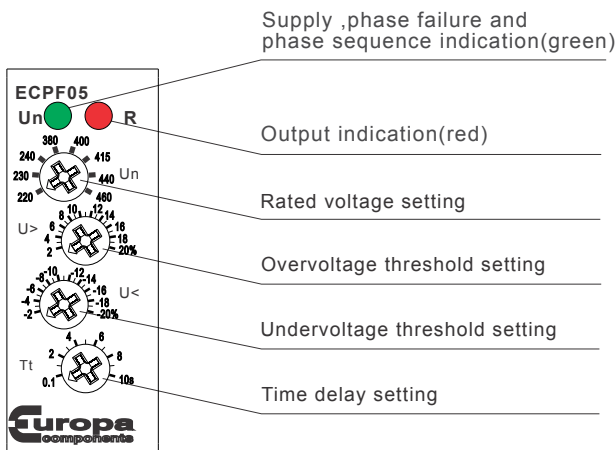 Supply ,phase failure and
phase sequence indication(green)
ECPF05
Un R
Output indication(red)
380 400
240 415
230 440 Un
220 460
Rated voltage setting
U>
10 12
8 14
6 16
4 18
2 20%
Overvoltage threshold setting
U<
-10 -12
-8 -14
-6 -16
-4 -18
-2 -20%
Undervoltage threshold setting
Tt
4 6
2 8
0.1 10s
Time delay setting
Europa
components